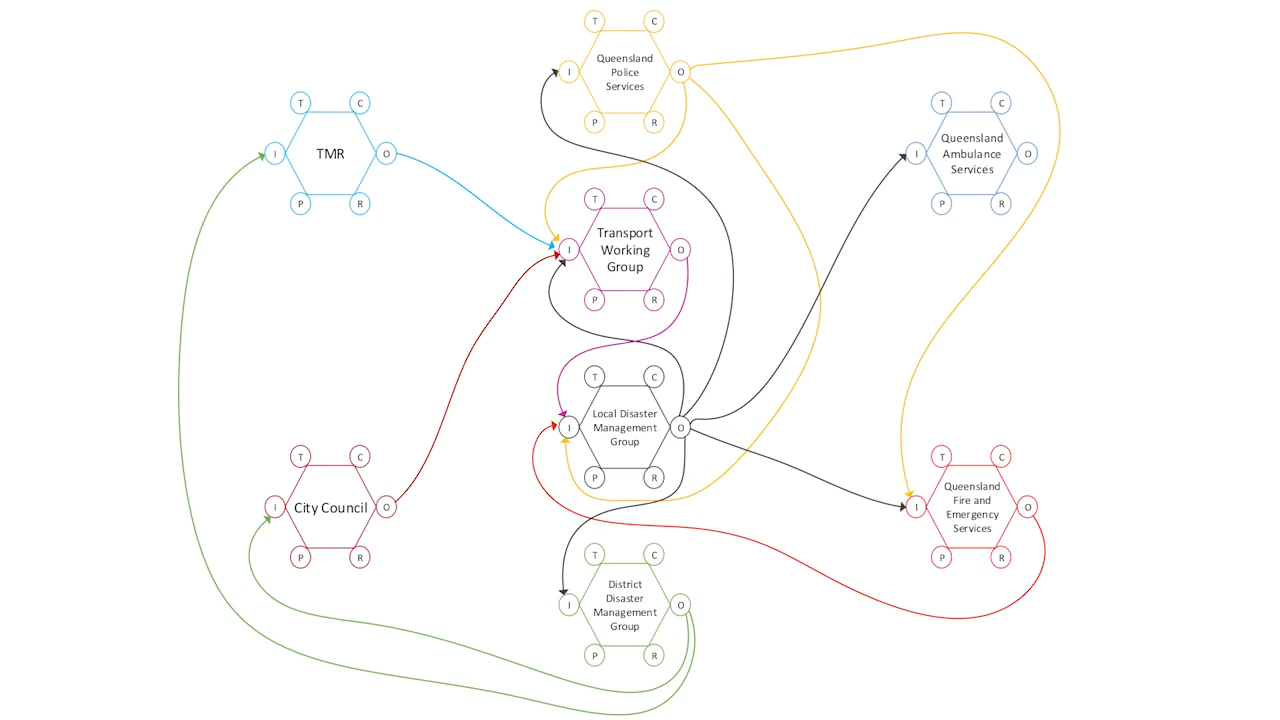 T C
Queensland
Police
Services
I O
P R
T C
TMR
I O
P R
T C
Queensland
Ambulance
Services
I O
P R
T C
Transport
Working
Group
I O
P R
T C
Local Disaster
Management
Group
I O
P R
T C
City Council
I O
P R
T C
Queensland
Fire and
Emergency
Services
I O
P R
T C
District
Disaster
Management
Group
I O
P R